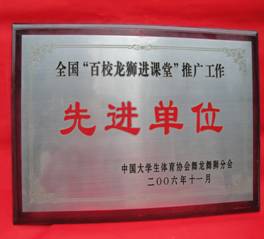 全国“百校龙狮进课堂”推广工作
先进单位
中国大学生体育协会舞龙舞狮分会
二〇〇六年十一月